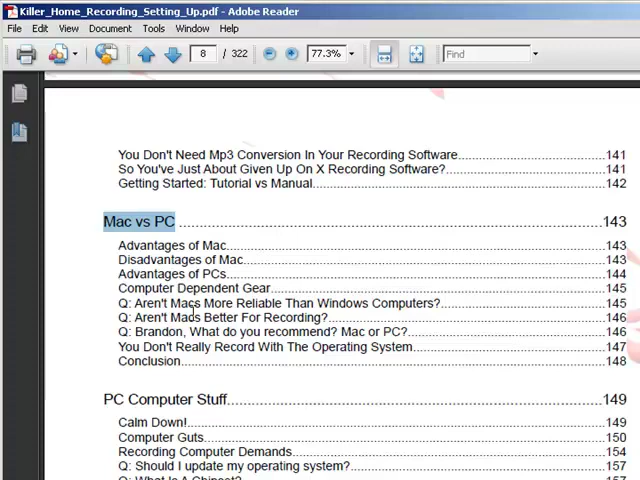 Killer_Home_Recording_Setting_Up.pdf - Adobe Reader
File Edit View Document Tools Window Help
8 / 322 77.3% Find
You Don't Need Mp3 Conversion In Your Recording Software....................141
So You've Just About Given Up On X Recording Software?....................141
Getting Started: Tutorial vs Manual....................142
Mac vs PC ....................143
Advantages of Mac....................143
Disadvantages of Mac....................143
Advantages of PCs....................144
Computer Dependent Gear....................145
Q: Aren't Macs More Reliable Than Windows Computers?....................145
Q: Aren't Macs Better For Recording?....................146
Q: Brandon, What do you recommend? Mac or PC?....................146
You Don't Really Record With The Operating System....................147
Conclusion....................148
PC Computer Stuff....................149
Calm Down!....................149
Computer Guts....................150
Recording Computer Demands....................154
Q: Should I update my operating system?....................157
Q: What Is A Chipset?....................157